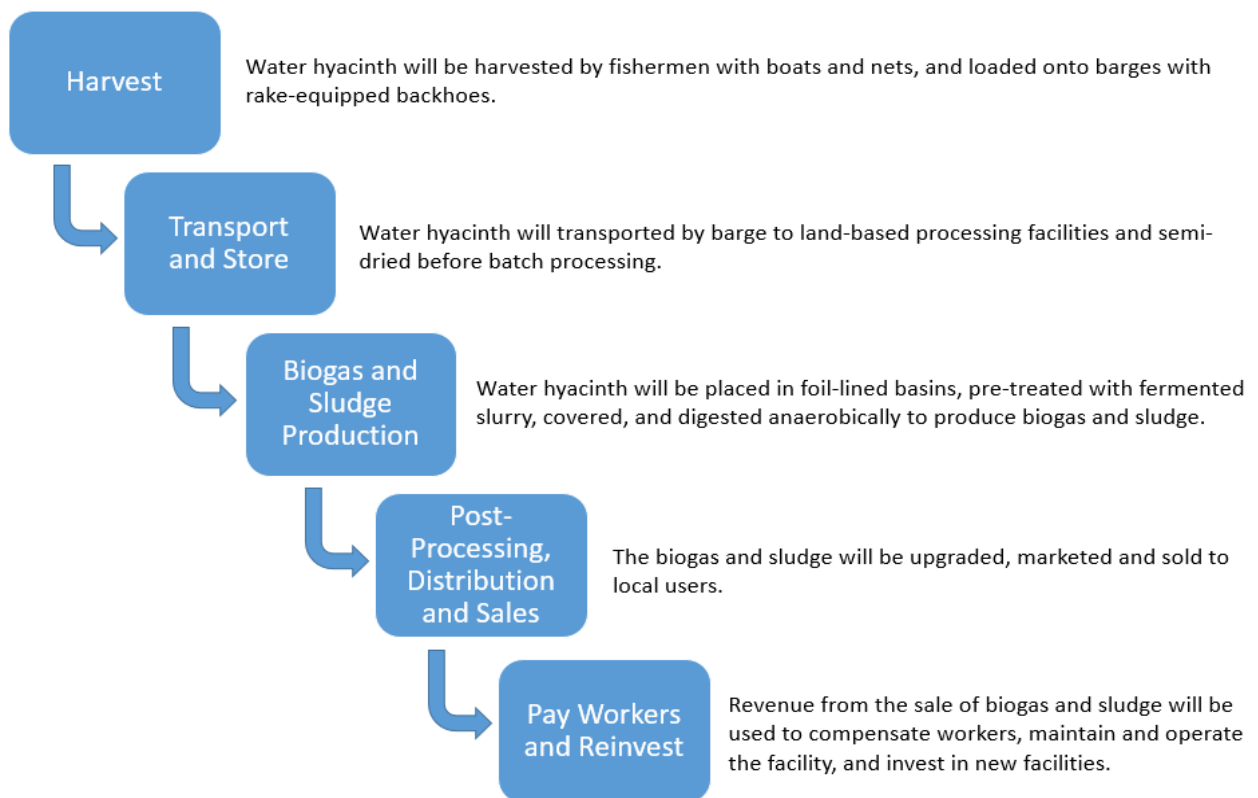 Harvest
Water hyacinth will be harvested by fishermen with boats and nets, and loaded onto barges with
rake-equipped backhoes.
Transport
and Store
Water hyacinth will transported by barge to land-based processing facilities and semi-
dried before batch processing.
Biogas and
Sludge
Production
Water hyacinth will be placed in foil-lined basins, pre-treated with fermented
slurry, covered, and digested anaerobically to produce biogas and sludge.
Post-
Processing,
Distribution
and Sales
The biogas and sludge will be upgraded, marketed and sold to
local users.
Pay Workers
and Reinvest
Revenue from the sale of biogas and sludge will be
used to compensate workers, maintain and operate
the facility, and invest in new facilities.